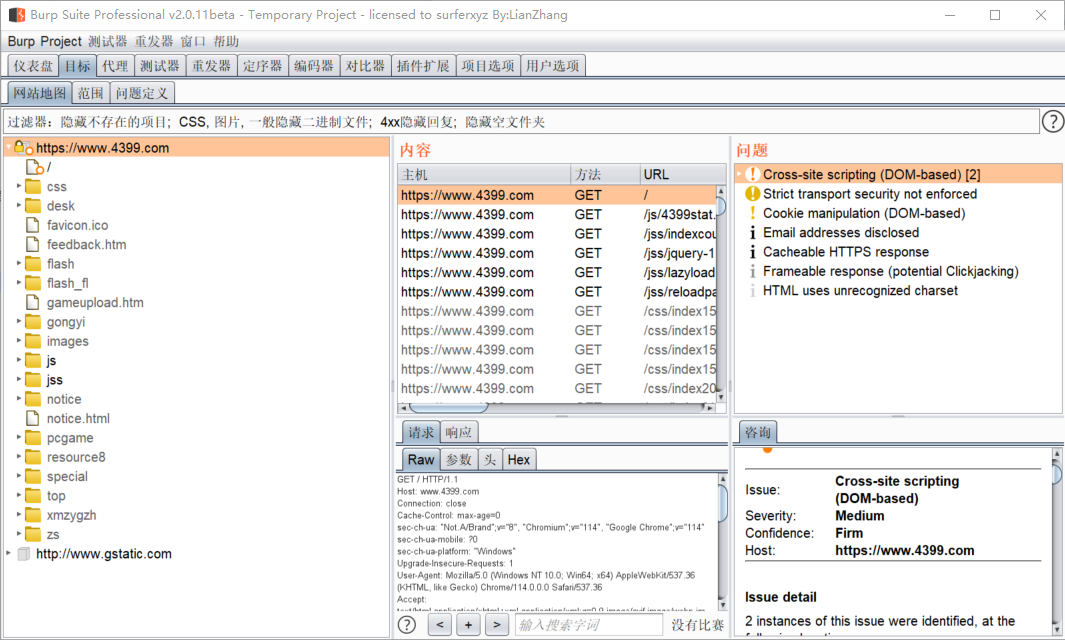 Burp Suite Professional v2.0.11beta - Temporary Project - licensed to surferxyz By:LianZhang
Burp Project 测试器 重发器 窗口 帮助
仪表盘 目标 代理 测试器 重发器 定序器 编码器 对比器 插件扩展 项目选项 用户选项
网站地图 范围 问题定义
过滤器：隐藏不存在的项目; CSS, 图片, 一般隐藏二进制文件; 4xx隐藏回复; 隐藏空文件夹
https://www.4399.com
/
css
desk
favicon.ico
feedback.htm
flash
flash_fl
gameupload.htm
gongyi
images
js
jss
notice
notice.html
pcgame
resource8
special
top
xmzygzh
zs
http://www.gstatic.com
内容
主机 方法 URL
https://www.4399.com GET /
https://www.4399.com GET /js/4399stat.
https://www.4399.com GET /jss/indexcou
https://www.4399.com GET /jss/jquery-1
https://www.4399.com GET /jss/lazyload
https://www.4399.com GET /jss/reloadpa
https://www.4399.com GET /css/index15
https://www.4399.com GET /css/index15
https://www.4399.com GET /css/index15
https://www.4399.com GET /css/index15
https://www.4399.com GET /css/index20
问题
Cross-site scripting (DOM-based) [2]
Strict transport security not enforced
Cookie manipulation (DOM-based)
Email addresses disclosed
Cacheable HTTPS response
Frameable response (potential Clickjacking)
HTML uses unrecognized charset
请求 响应
Raw 参数 头 Hex
GET / HTTP/1.1
Host: www.4399.com
Connection: close
Cache-Control: max-age=0
sec-ch-ua: "Not.A/Brand";v="8", "Chromium";v="114", "Google Chrome";v="114"
sec-ch-ua-mobile: ?0
sec-ch-ua-platform: "Windows"
Upgrade-Insecure-Requests: 1
User-Agent: Mozilla/5.0 (Windows NT 10.0; Win64; x64) AppleWebKit/537.36
(KHTML, like Gecko) Chrome/114.0.0.0 Safari/537.36
Accept:
? < + > 输入搜索字词 没有比赛
咨询
Issue: Cross-site scripting
(DOM-based)
Severity: Medium
Confidence: Firm
Host: https://www.4399.com
Issue detail
2 instances of this issue were identified, at the